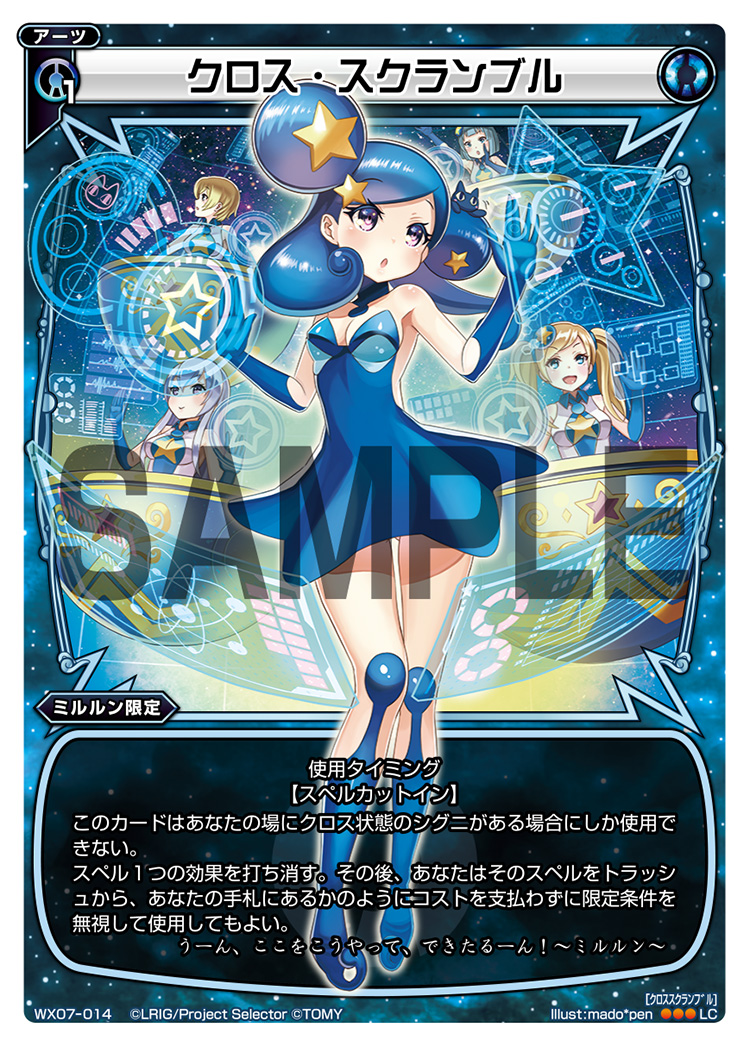 アーツ
1
クロス・スクランブル
SAMPLE
ミルルン限定
使用タイミング
【スペルカットイン】
このカードはあなたの場にクロス状態のシグニがある場合にしか使用で
きない。
スペル１つの効果を打ち消す。その後、あなたはそのスペルをトラッシ
ュから、あなたの手札にあるかのようにコストを支払わずに限定条件を
無視して使用してもよい。
うーん、ここをこうやって、できたるーん！～ミルルン～
[クロススクランブル]
WX07-014 ©LRIG/Project Selector ©TOMY Illust:mado*pen LC